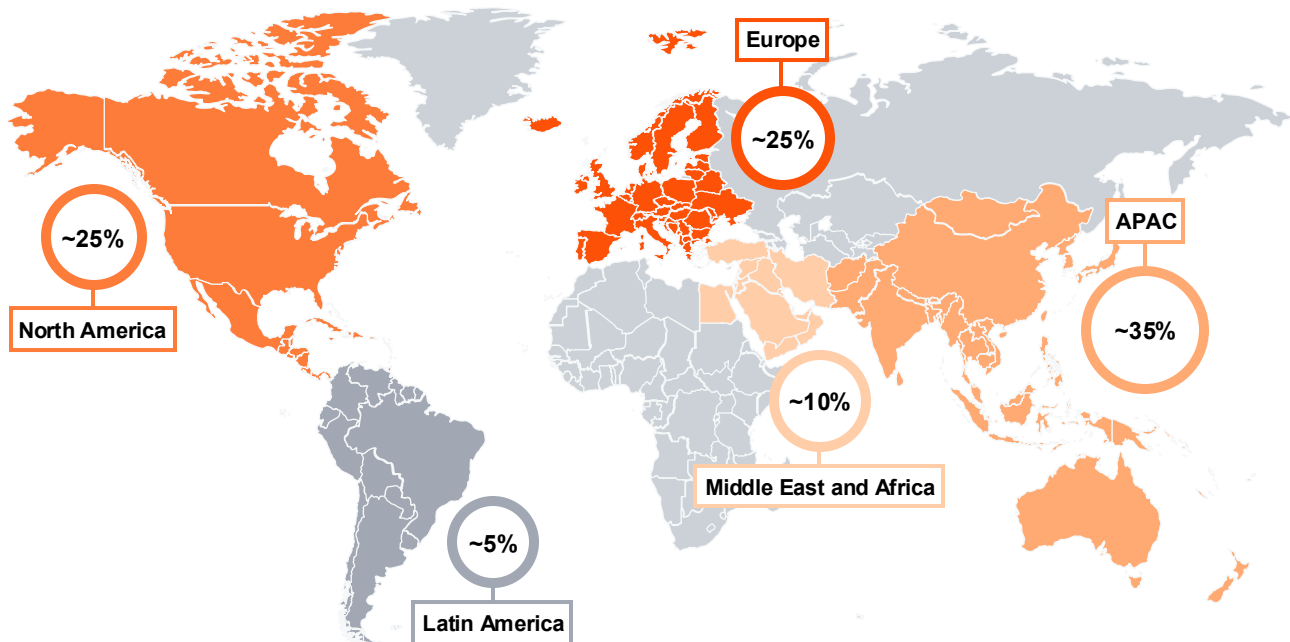 Europe
~25%
~25%
North America
APAC
~35%
~10%
Middle East and Africa
~5%
Latin America